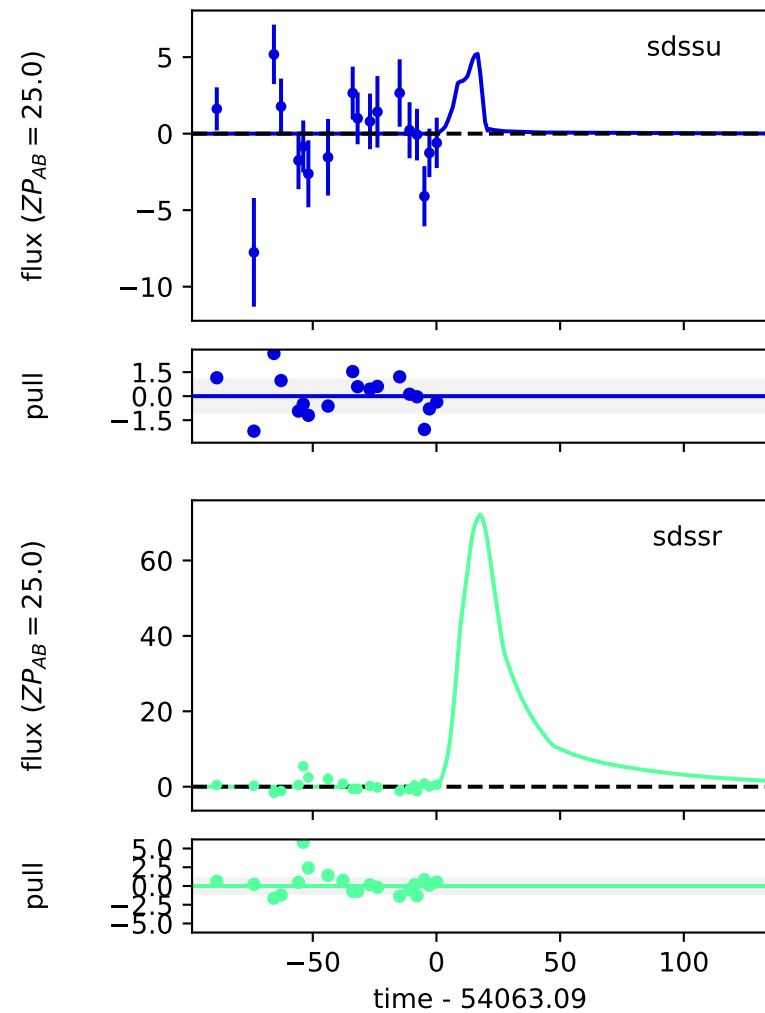 sdssu
flux (ZP_AB = 25.0)
5
0
−5
−10
pull
1.5
0.0
−1.5
sdssr
flux (ZP_AB = 25.0)
60
40
20
0
pull
5.0
2.5
0.0
−2.5
−5.0
−50 0 50 100
time - 54063.09